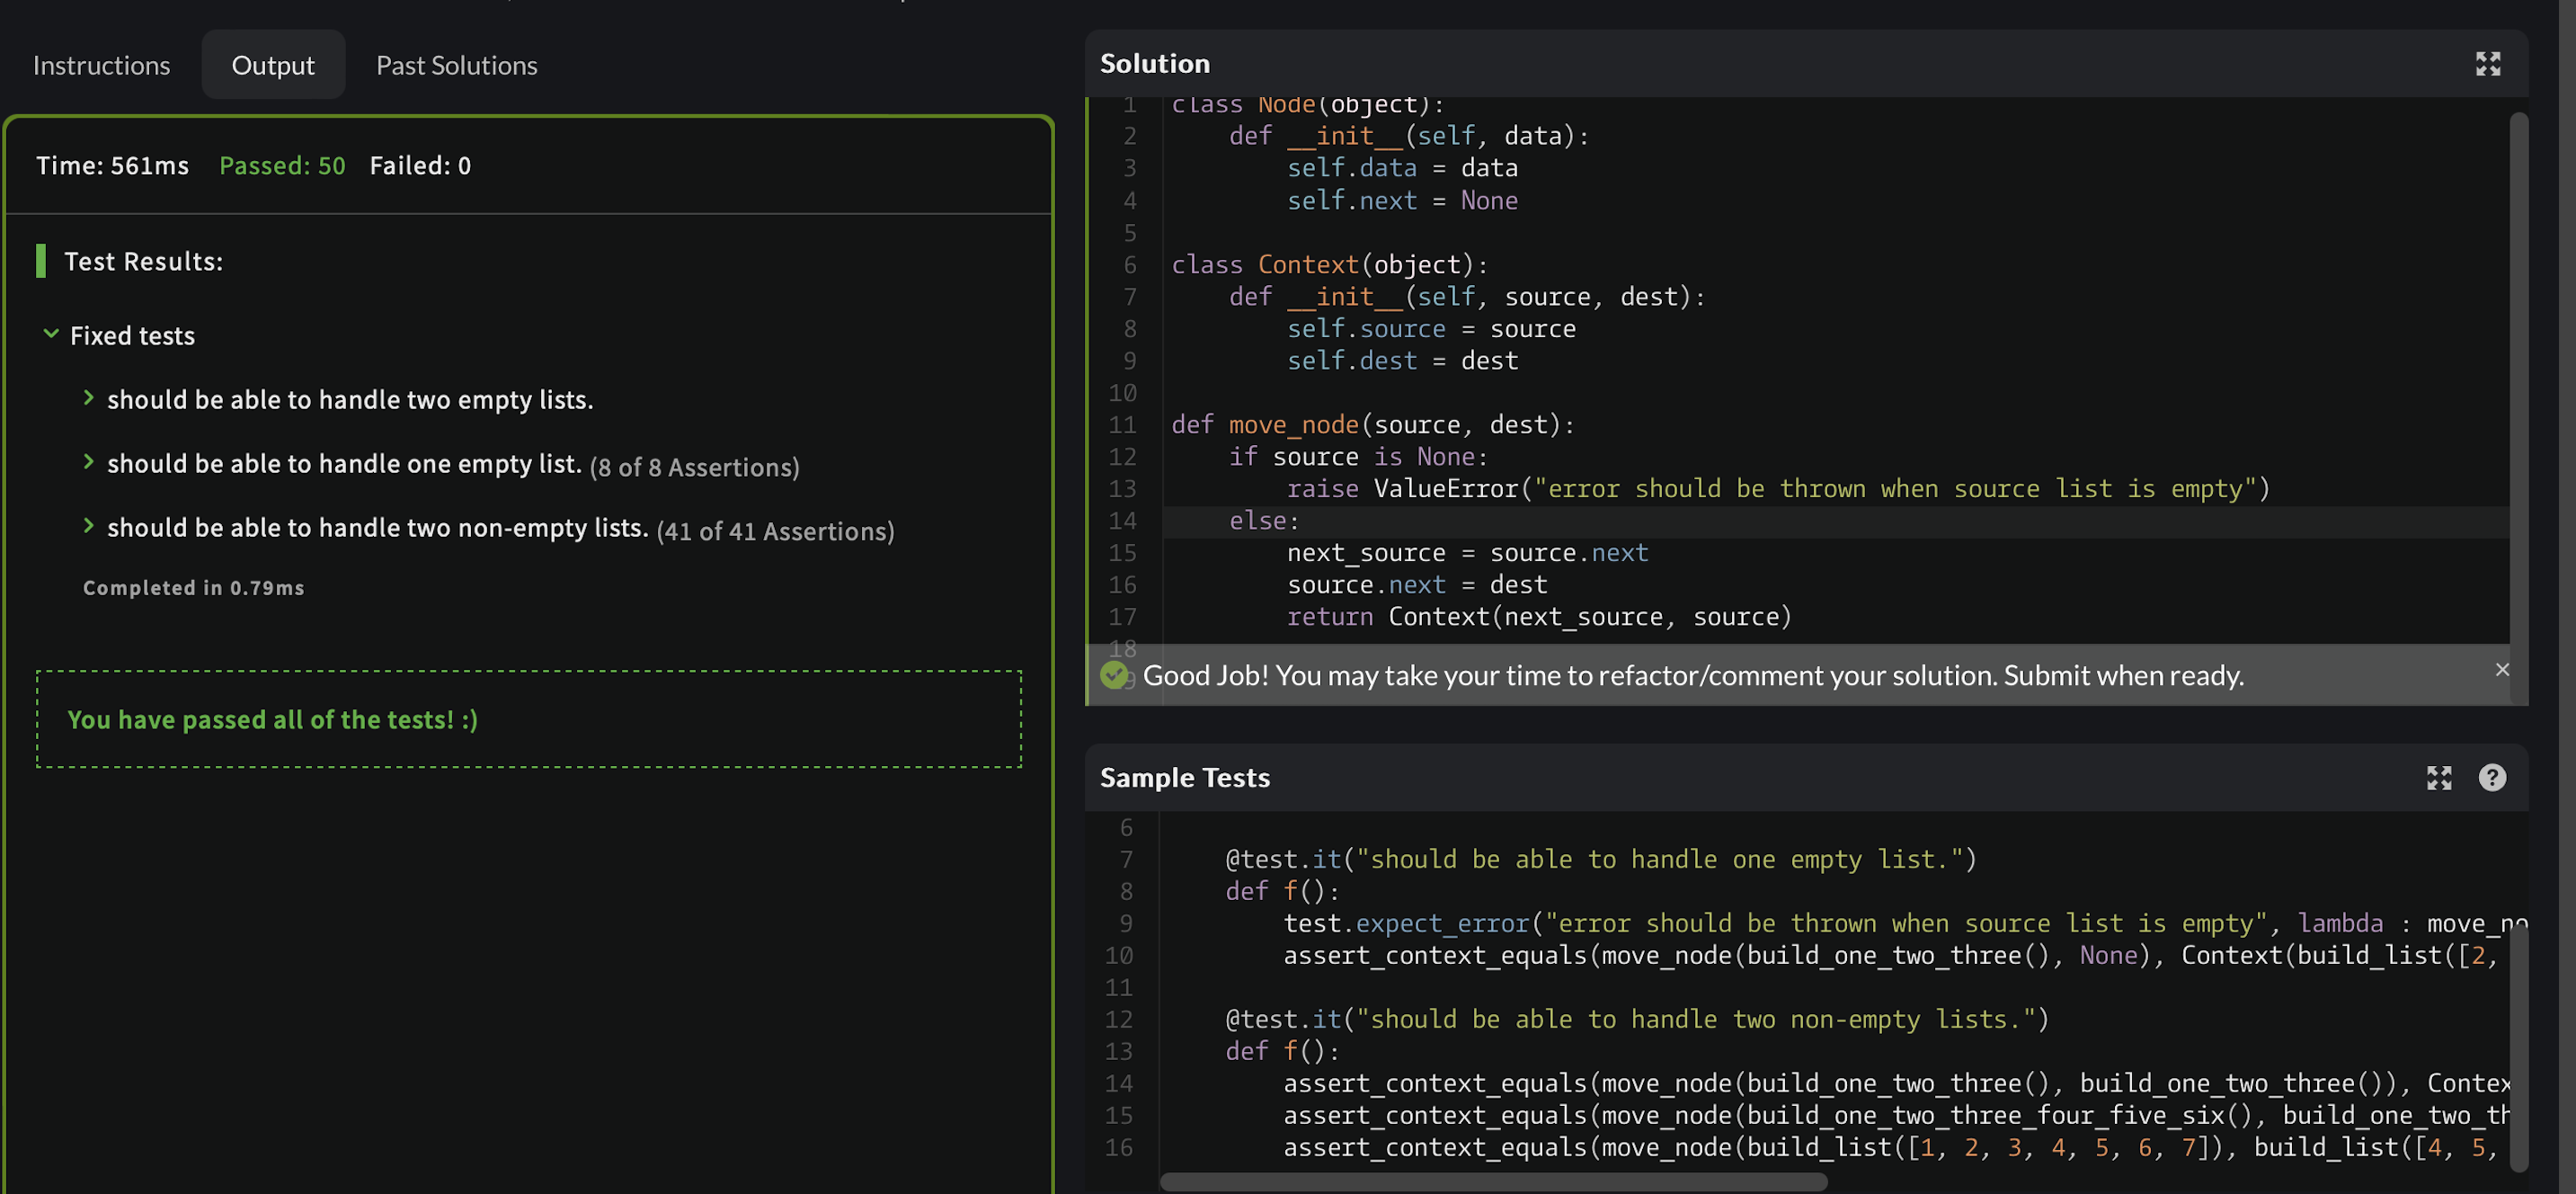 Instructions
Output
Past Solutions
Time: 561ms Passed: 50 Failed: 0
Test Results:
Fixed tests
should be able to handle two empty lists.
should be able to handle one empty list. (8 of 8 Assertions)
should be able to handle two non-empty lists. (41 of 41 Assertions)
Completed in 0.79ms
You have passed all of the tests! :)
Solution
1 class Node(object):
2     def __init__(self, data):
3         self.data = data
4         self.next = None
5
6 class Context(object):
7     def __init__(self, source, dest):
8         self.source = source
9         self.dest = dest
10
11 def move_node(source, dest):
12     if source is None:
13         raise ValueError("error should be thrown when source list is empty")
14     else:
15         next_source = source.next
16         source.next = dest
17         return Context(next_source, source)
18
Good Job! You may take your time to refactor/comment your solution. Submit when ready.
Sample Tests
6
7     @test.it("should be able to handle one empty list.")
8     def f():
9         test.expect_error("error should be thrown when source list is empty", lambda : move_no
10         assert_context_equals(move_node(build_one_two_three(), None), Context(build_list([2,
11
12     @test.it("should be able to handle two non-empty lists.")
13     def f():
14         assert_context_equals(move_node(build_one_two_three(), build_one_two_three()), Contex
15         assert_context_equals(move_node(build_one_two_three_four_five_six(), build_one_two_th
16         assert_context_equals(move_node(build_list([1, 2, 3, 4, 5, 6, 7]), build_list([4, 5,